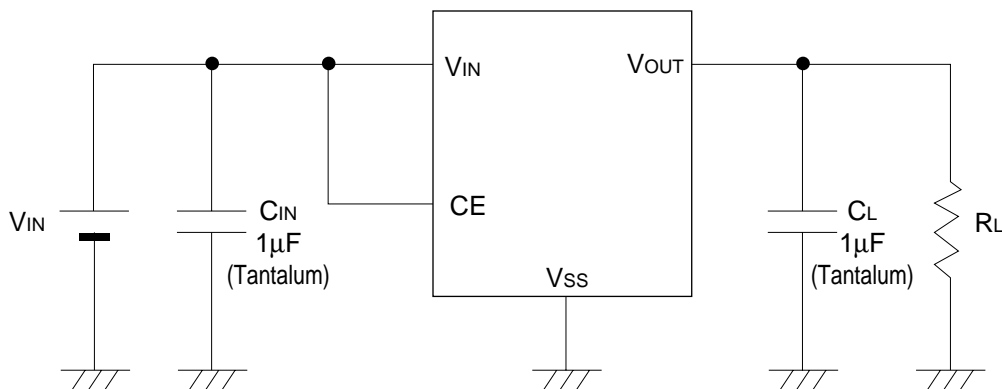 VIN
VOUT
CE
VSS
VIN
CIN
1μF
(Tantalum)
CL
1μF
(Tantalum)
RL